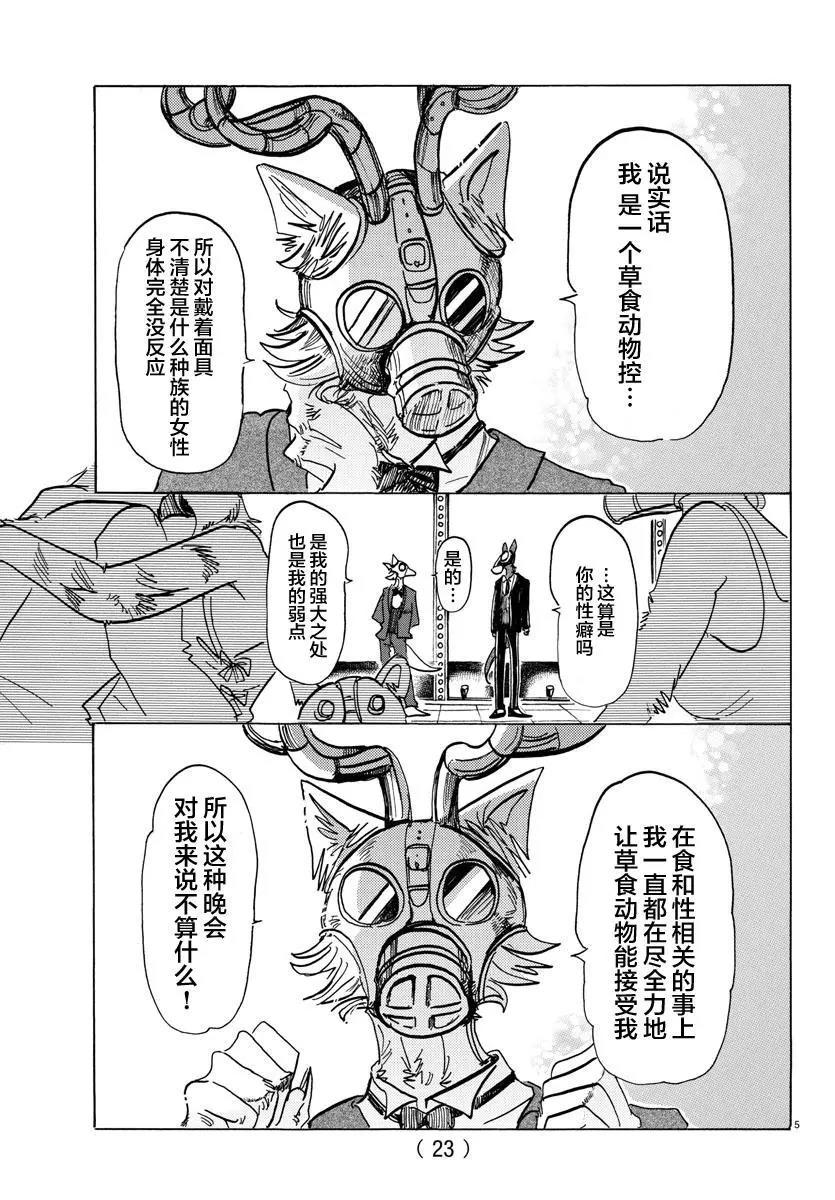 说实话
我是一个草食动物控…
所以对戴着面具
不清楚是什么种族的女性
身体完全没反应
…这算是
你的性癖吗
是的…
是我的强大之处
也是我的弱点
在食和性相关的事上
我一直都在尽全力地
让草食动物能接受我
所以这种晚会
对我来说不算什么！
5
（23）